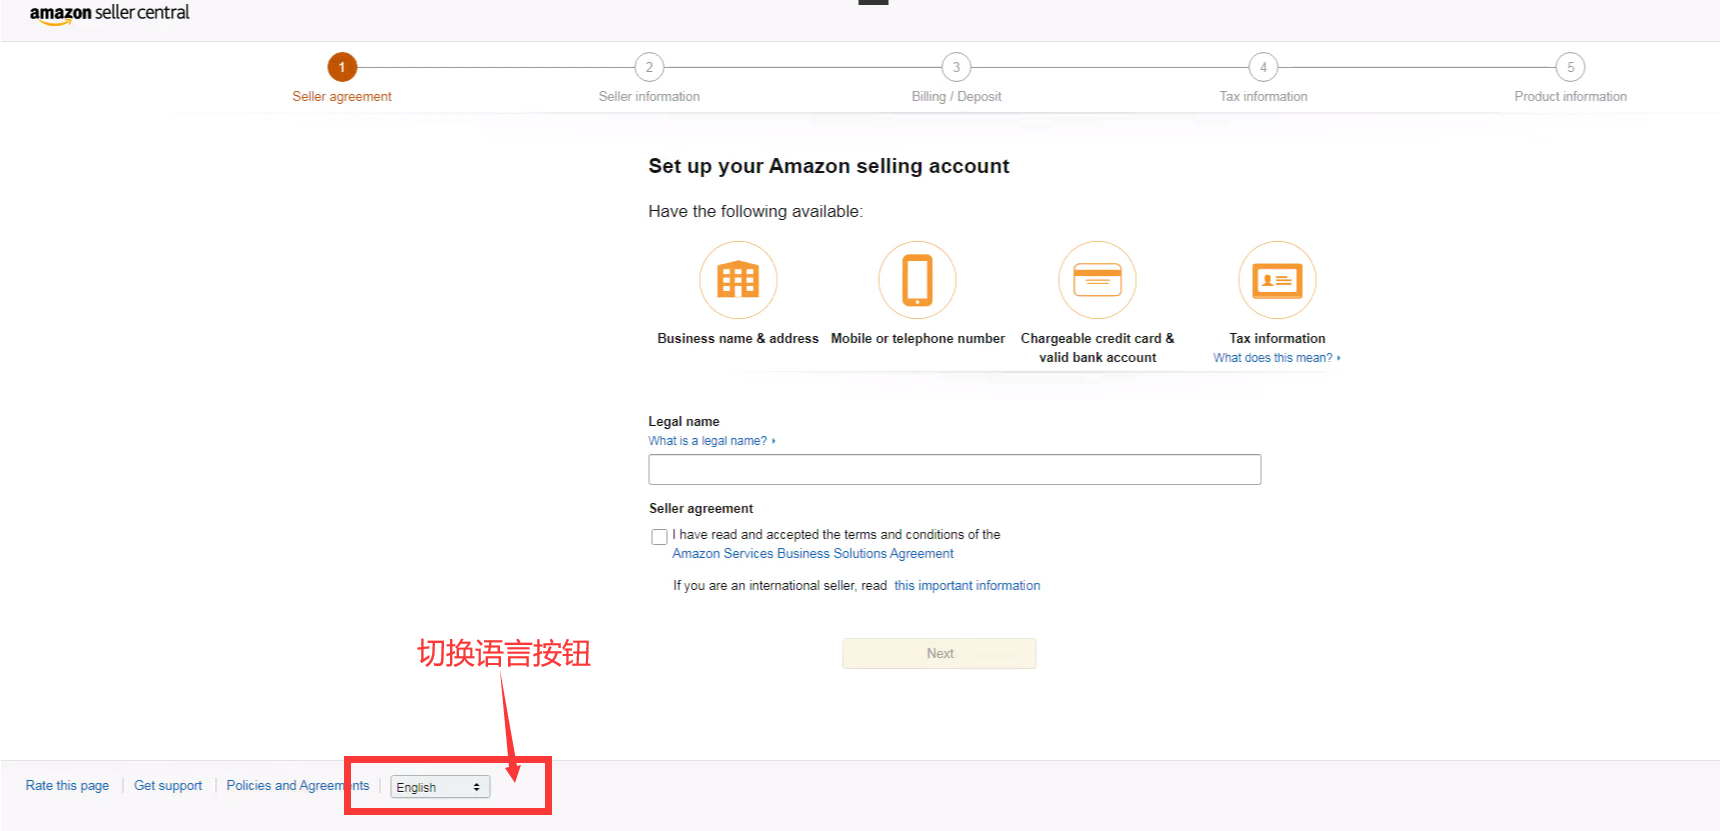 amazon seller central
1
2
3
4
5
Seller agreement
Seller information
Billing / Deposit
Tax information
Product information
Set up your Amazon selling account
Have the following available:
Business name & address
Mobile or telephone number
Chargeable credit card &
valid bank account
Tax information
What does this mean?
Legal name
What is a legal name?
Seller agreement
I have read and accepted the terms and conditions of the
Amazon Services Business Solutions Agreement
If you are an international seller, read this important information
切换语言按钮
Next
Rate this page
Get support
Policies and Agreements
English